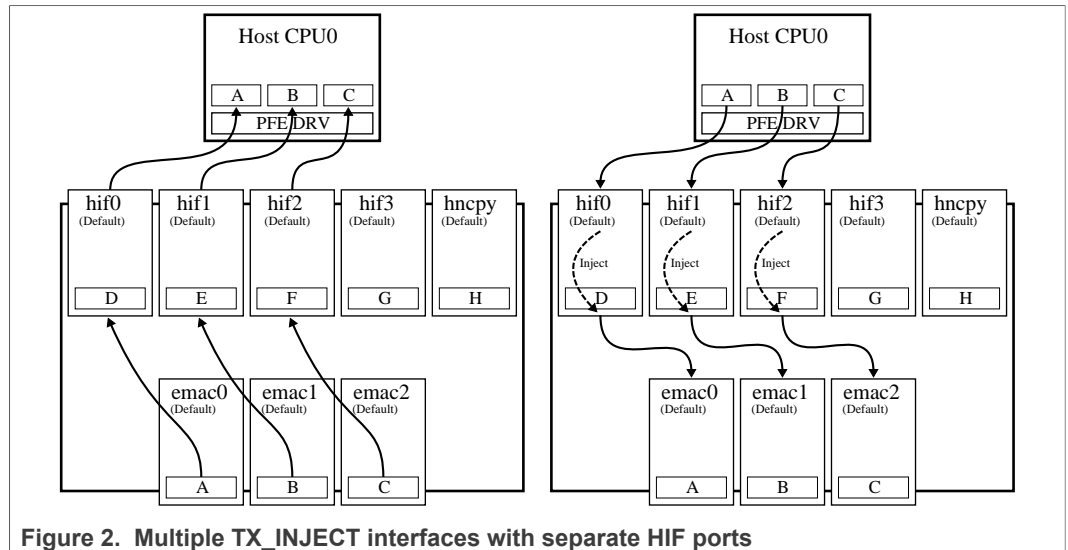 Host CPU0 Host CPU0
A B C A B C
PFE DRV PFE DRV
hif0 hif1 hif2 hif3 hncpy hif0 hif1 hif2 hif3 hncpy
(Default) (Default) (Default) (Default) (Default) (Default) (Default) (Default) (Default) (Default)
Inject Inject Inject
D E F G H D E F G H
emac0 emac1 emac2 emac0 emac1 emac2
(Default) (Default) (Default) (Default) (Default) (Default)
A B C A B C
Figure 2. Multiple TX_INJECT interfaces with separate HIF ports